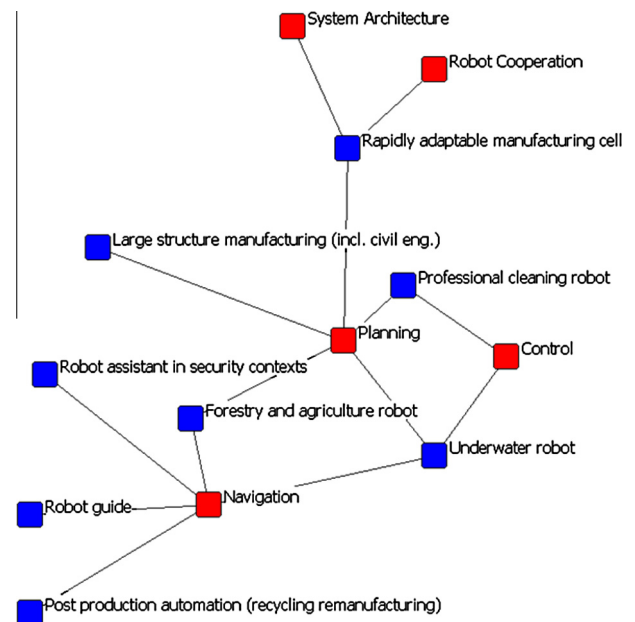 System Architecture
Robot Cooperation
Rapidly adaptable manufacturing cell
Large structure manufacturing (incl. civil eng.)
Professional cleaning robot
Planning
Control
Robot assistant in security contexts
Forestry and agriculture robot
Underwater robot
Navigation
Robot guide
Post production automation (recycling remanufacturing)